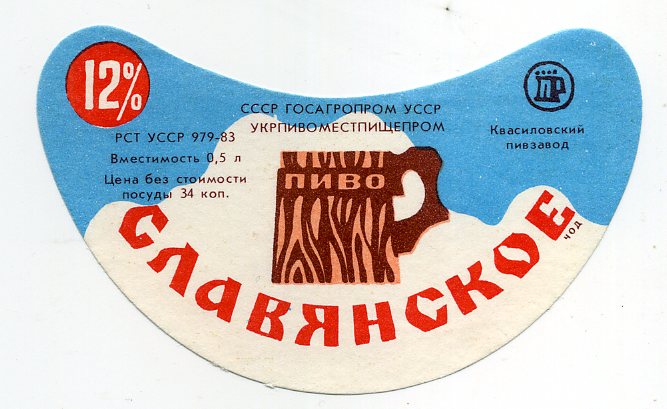 12%
СССР ГОСАГРОПРОМ УССР
УКРПИВОМЕСТПИЩЕПРОМ
РСТ УССР 979-83
Вместимость 0,5 л
Цена без стоимости
посуды 34 коп.
ПР
Квасиловский
пивзавод
ПИВО
СЛАВЯНСКОЕ
ЧОД